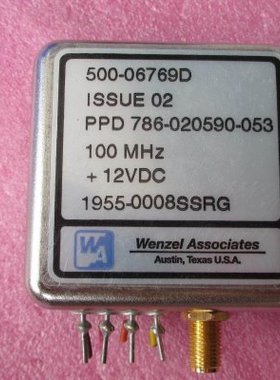 500-06769D
ISSUE 02
PPD 786-020590-053
100 MHz
+ 12VDC
1955-0008SSRG
WA
Wenzel Associates
Austin, Texas U.S.A.